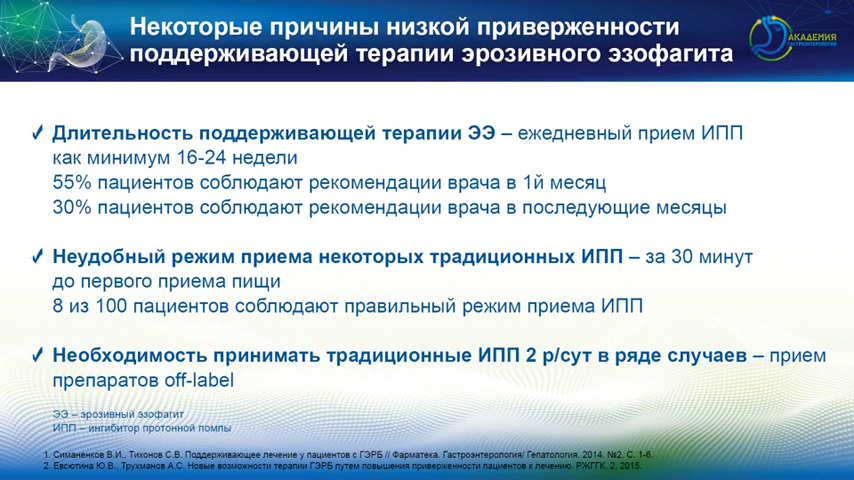 Некоторые причины низкой приверженности
поддерживающей терапии эрозивного эзофагита
АКАДЕМИЯ
ГАСТРОЭНТЕРОЛОГИИ
✓ Длительность поддерживающей терапии ЭЭ – ежедневный прием ИПП
как минимум 16-24 недели
55% пациентов соблюдают рекомендации врача в 1й месяц
30% пациентов соблюдают рекомендации врача в последующие месяцы
✓ Неудобный режим приема некоторых традиционных ИПП – за 30 минут
до первого приема пищи
8 из 100 пациентов соблюдают правильный режим приема ИПП
✓ Необходимость принимать традиционные ИПП 2 р/сут в ряде случаев – прием
препаратов off-label
ЭЭ – эрозивный эзофагит
ИПП – ингибитор протонной помпы
1. Симаненков В.И., Тихонов С.В. Поддерживающее лечение у пациентов с ГЭРБ // Фарматека. Гастроэнтерология/ Гепатология. 2014. №2. С. 1-6.
2. Евсютина Ю.В., Трухманов А.С. Новые возможности терапии ГЭРБ путем повышения приверженности пациентов к лечению. РЖГГК. 2, 2015.